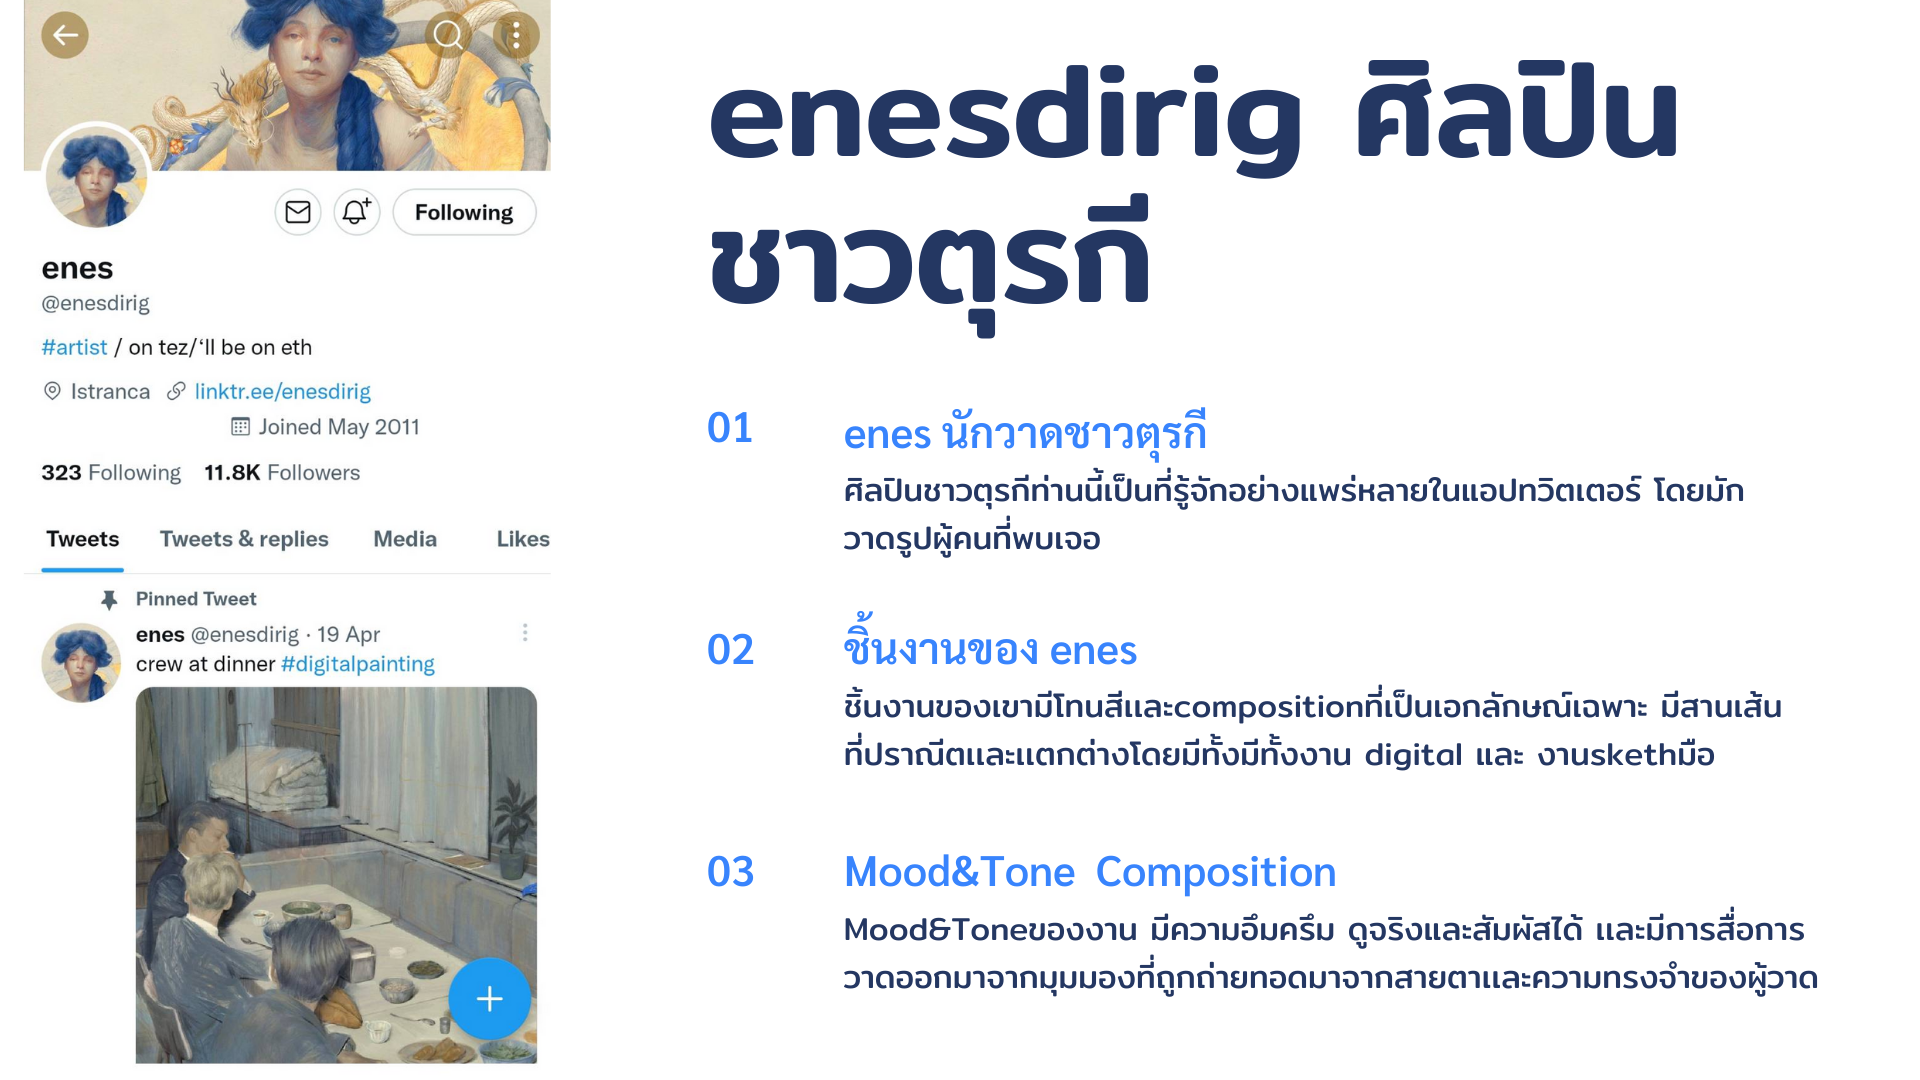 Following
enes
@enesdirig
#artist / on tez/‘ll be on eth
Istranca linktr.ee/enesdirig
Joined May 2011
323 Following 11.8K Followers
Tweets Tweets & replies Media Likes
Pinned Tweet
enes @enesdirig · 19 Apr
crew at dinner #digitalpainting
enesdirig ศิลปิน
ชาวตุรกี
01
enes นักวาดชาวตุรกี
ศิลปินชาวตุรกีท่านนี้เป็นที่รู้จักอย่างแพร่หลายในแอปทวิตเตอร์ โดยมัก
วาดรูปผู้คนที่พบเจอ
02
ชิ้นงานของ enes
ชิ้นงานของเขามีโทนสีและcompositionที่เป็นเอกลักษณ์เฉพาะ มีสานเส้น
ที่ปราณีตและแตกต่างโดยมีทั้งมีทั้งงาน digital และ งานskethมือ
03
Mood&Tone Composition
Mood&Toneของงาน มีความอึมครึม ดูจริงและสัมผัสได้ และมีการสื่อการ
วาดออกมาจากมุมมองที่ถูกถ่ายทอดมาจากสายตาและความทรงจำของผู้วาด